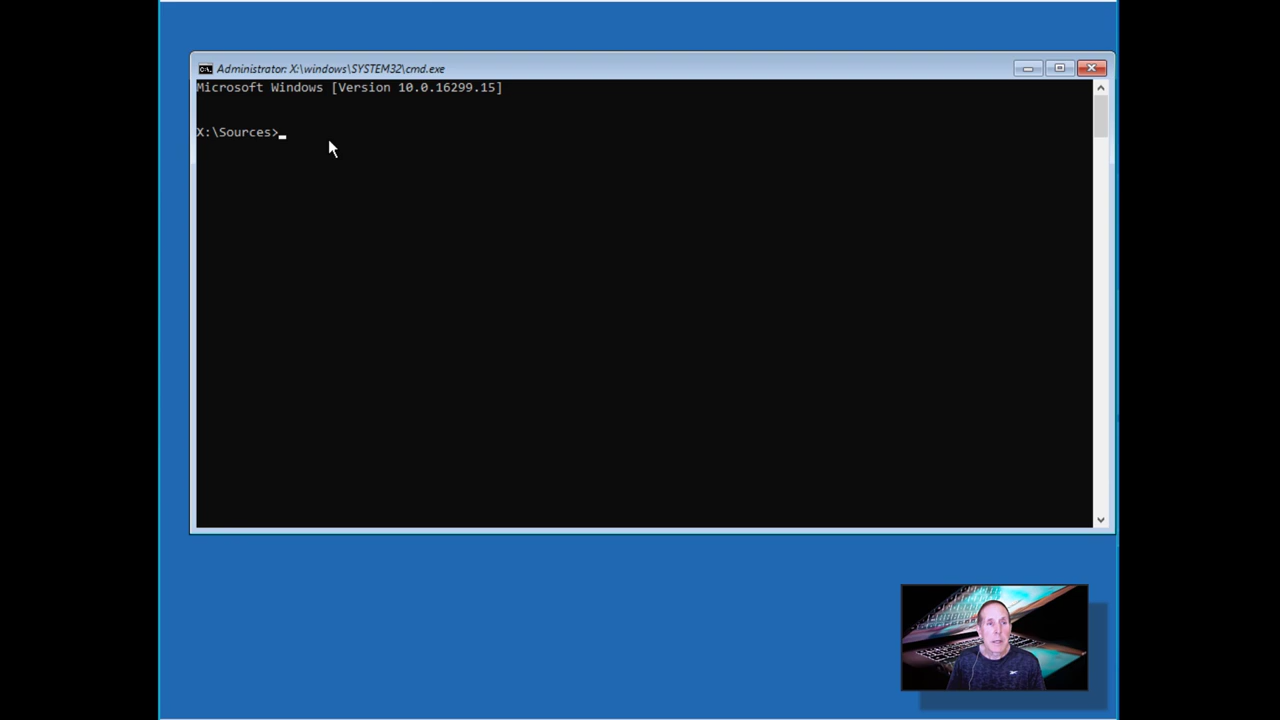 Administrator: X:\windows\SYSTEM32\cmd.exe
Microsoft Windows [Version 10.0.16299.15]
X:\Sources>